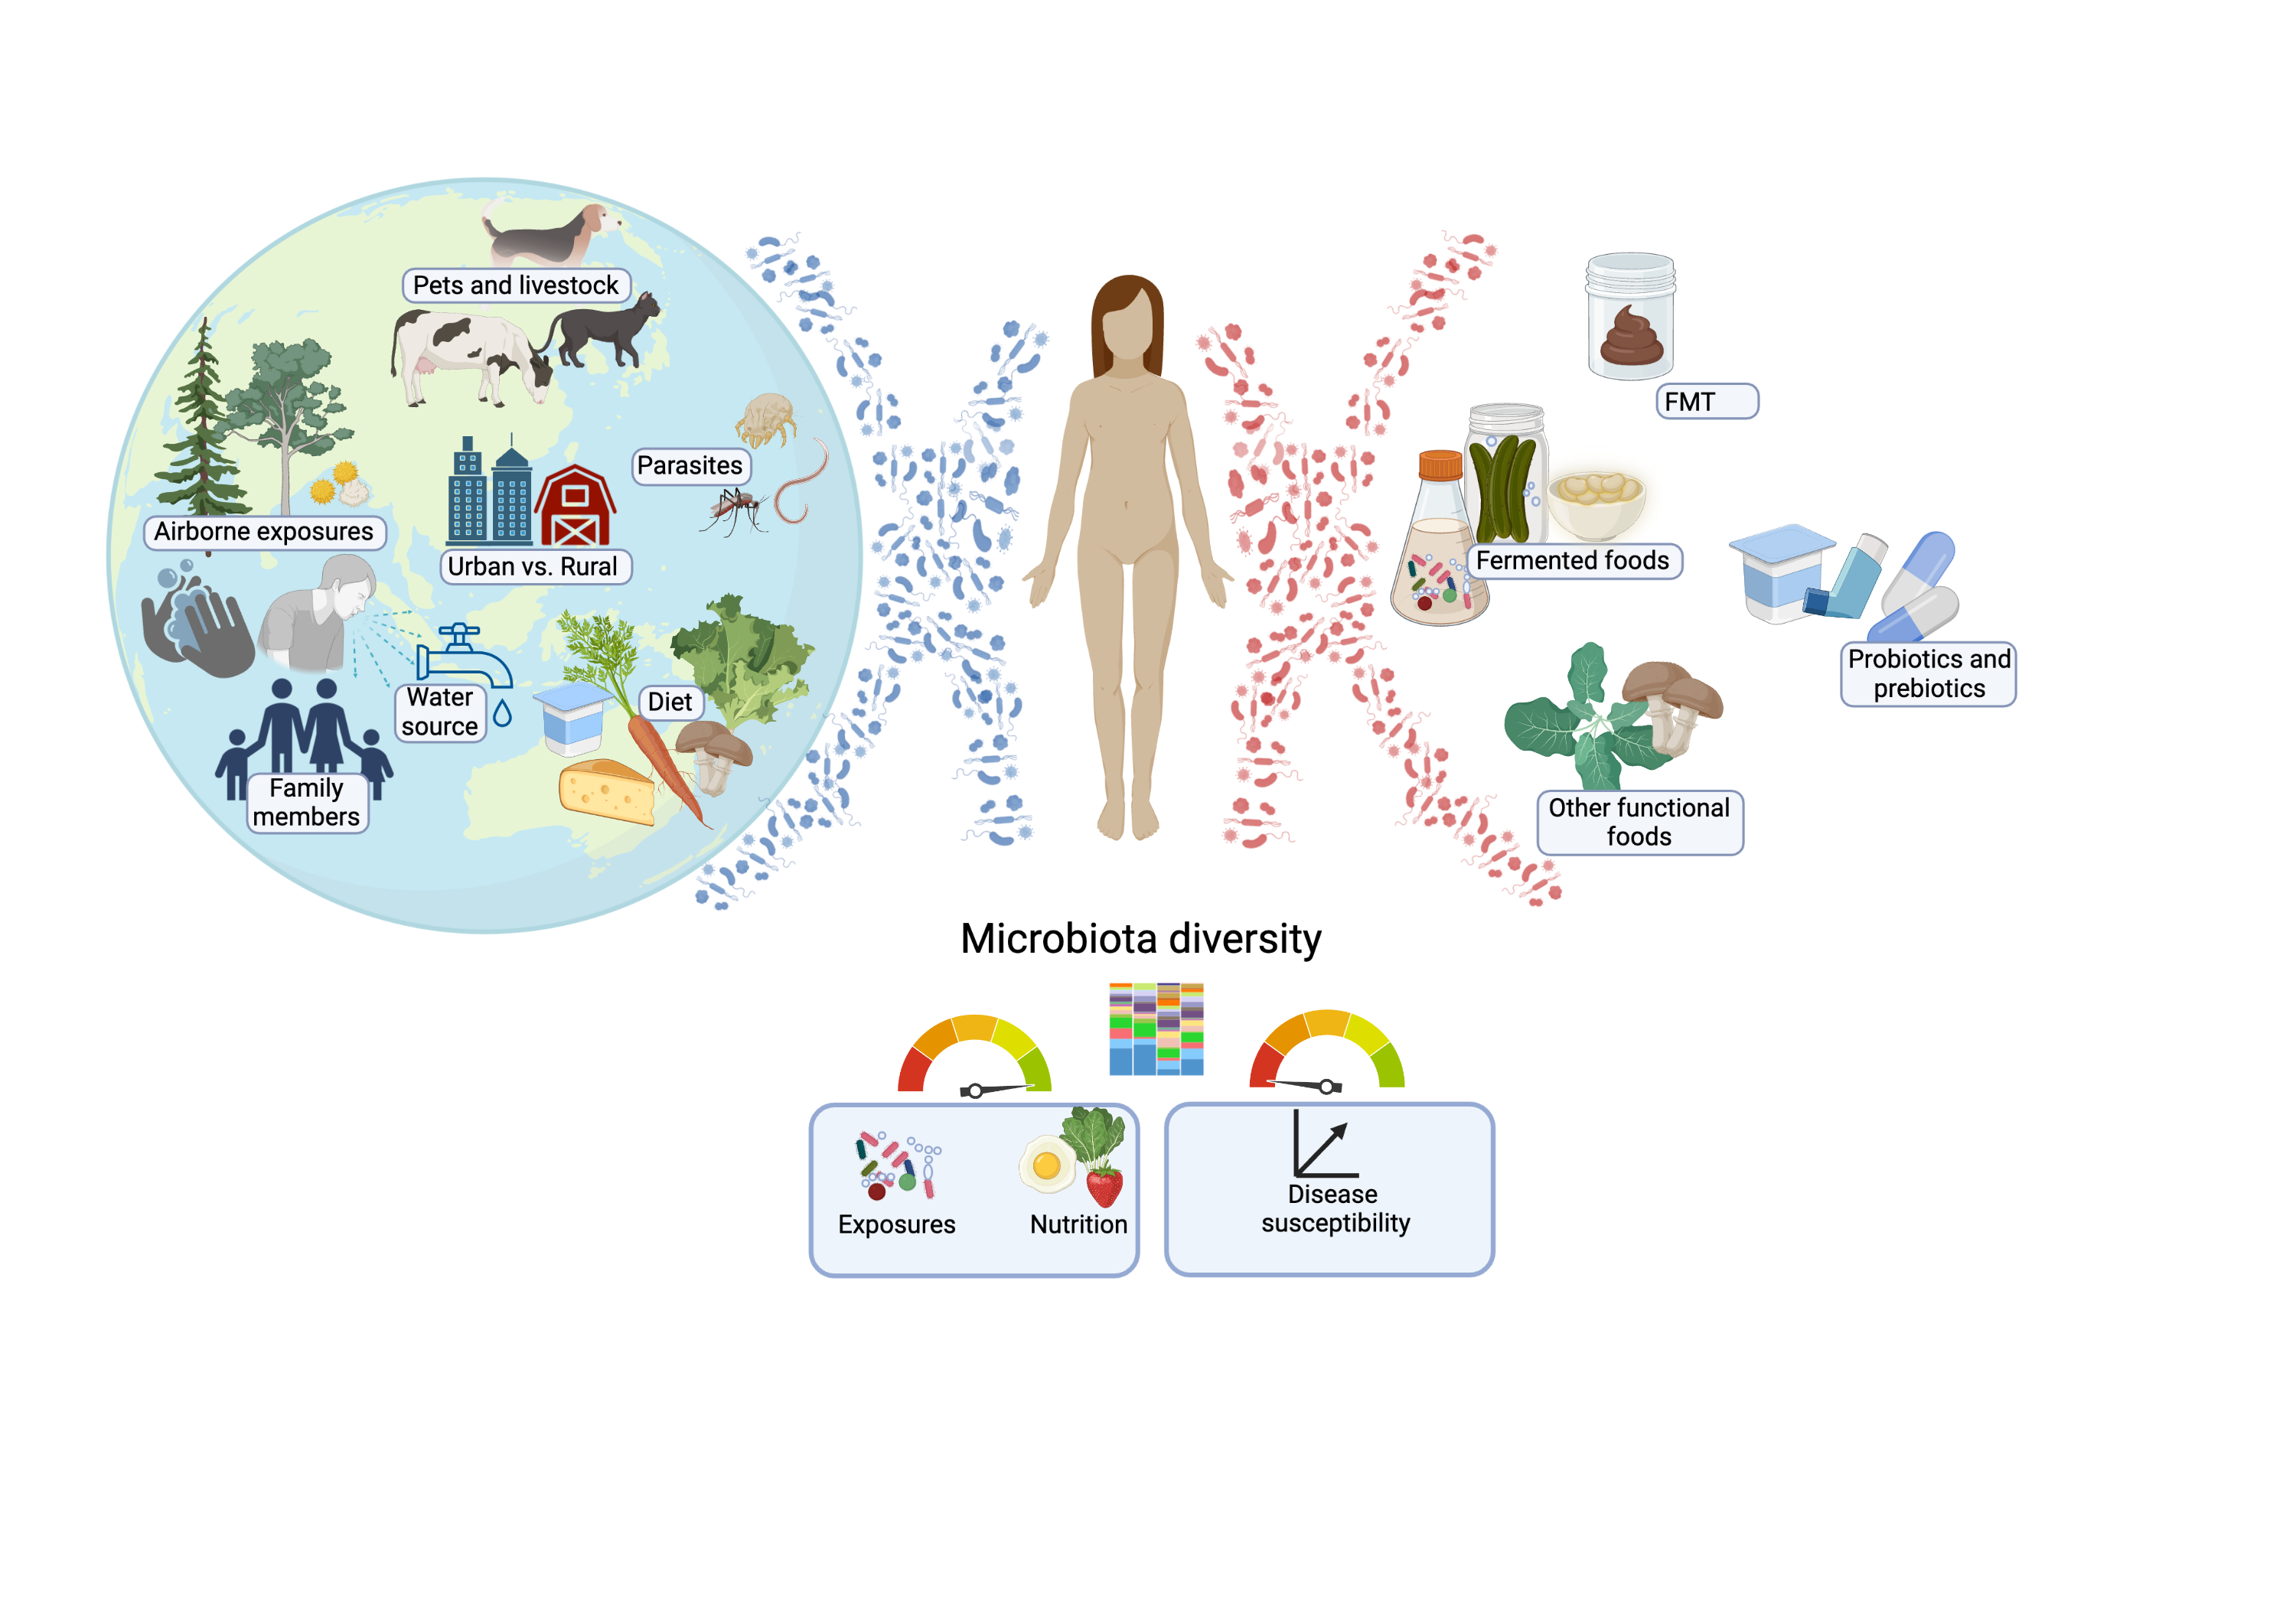 Pets and livestock
Airborne exposures
Parasites
Urban vs. Rural
Water
source
Diet
Family
members
FMT
Fermented foods
Probiotics and
prebiotics
Other functional
foods
Microbiota diversity
Exposures
Nutrition
Disease
susceptibility